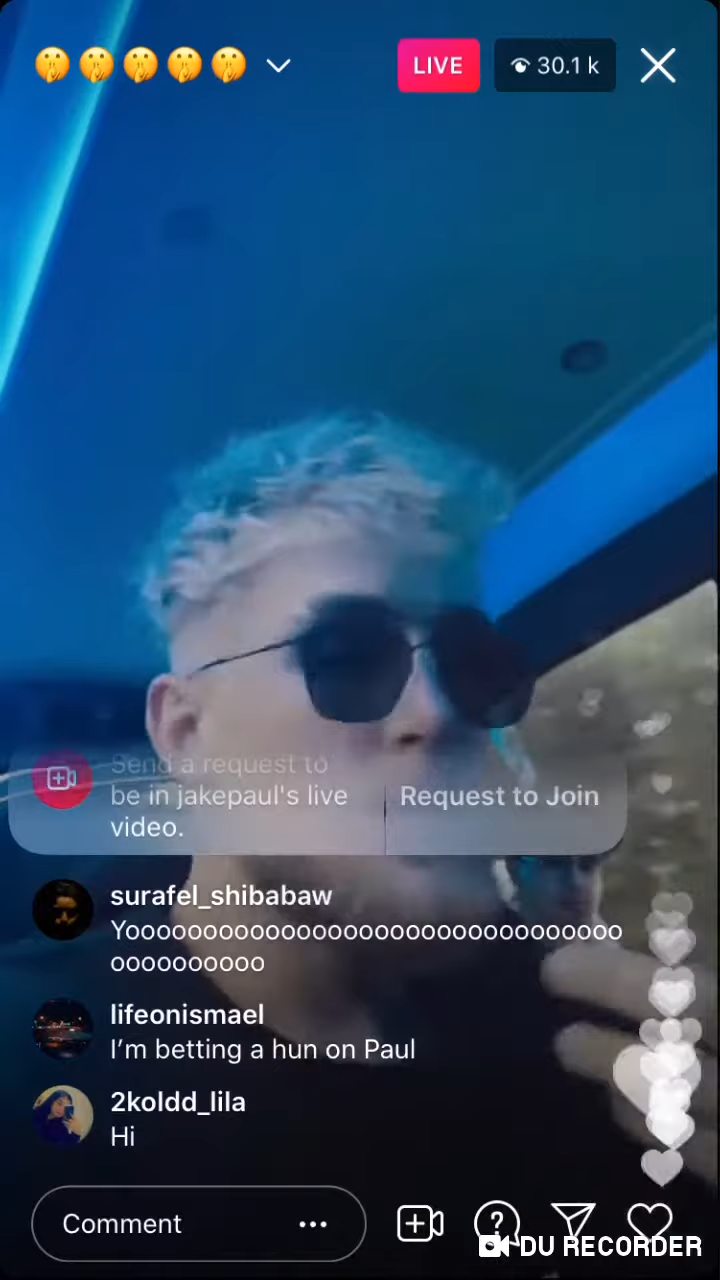 LIVE
30.1 k
Send a request to
be in jakepaul's live
video.
Request to Join
surafel_shibabaw
Yooooooooooooooooooooooooooooooo
oooooooooo
lifeonismael
I’m betting a hun on Paul
2koldd_lila
Hi
Comment
DU RECORDER